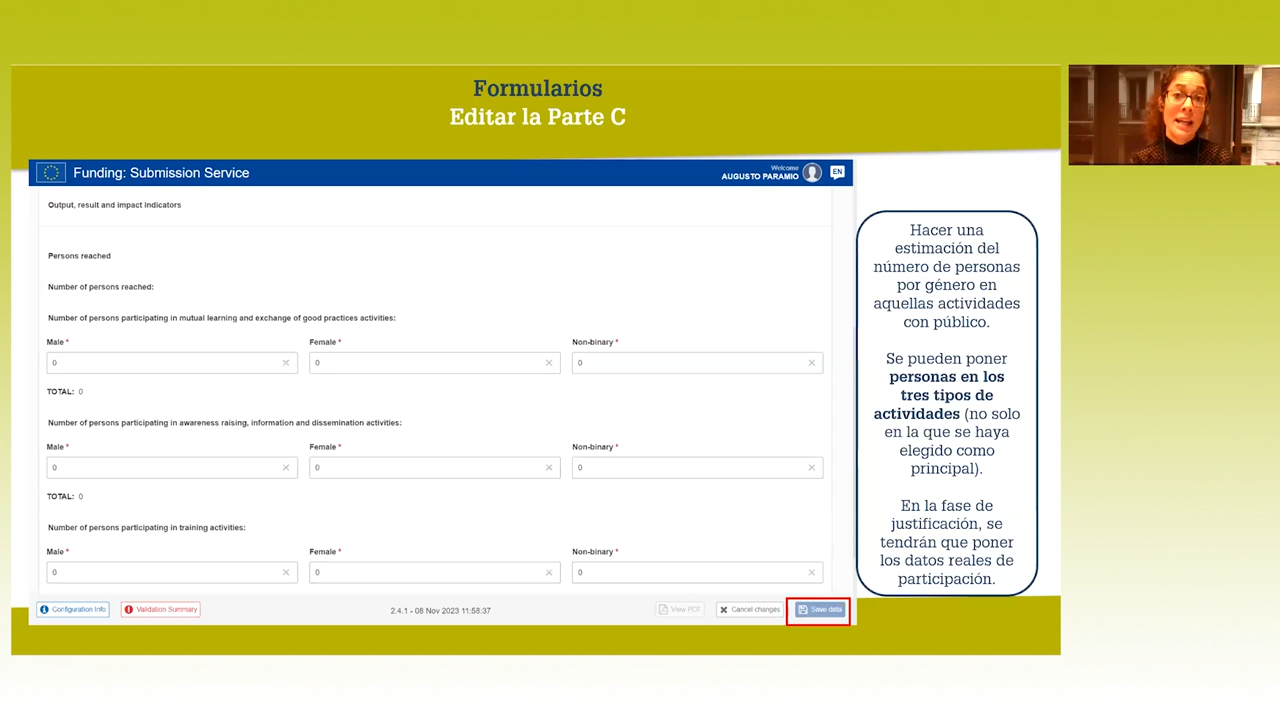 Formularios
Editar la Parte C
Funding: Submission Service
Welcome
AUGUSTO PARAMIO
EN
Output, result and impact indicators
Persons reached
Number of persons reached:
Number of persons participating in mutual learning and exchange of good practices activities:
Male * Female * Non-binary *
0 0 0
TOTAL: 0
Number of persons participating in awareness raising, information and dissemination activities:
Male * Female * Non-binary *
0 0 0
TOTAL: 0
Number of persons participating in training activities:
Male * Female * Non-binary *
0 0 0
Configuration Info Validation Summary 2.4.1 - 08 Nov 2023 11:58:37 View PDF Cancel changes Save data
Hacer una
estimación del
número de personas
por género en
aquellas actividades
con público.
Se pueden poner
personas en los
tres tipos de
actividades (no solo
en la que se haya
elegido como
principal).
En la fase de
justificación, se
tendrán que poner
los datos reales de
participación.